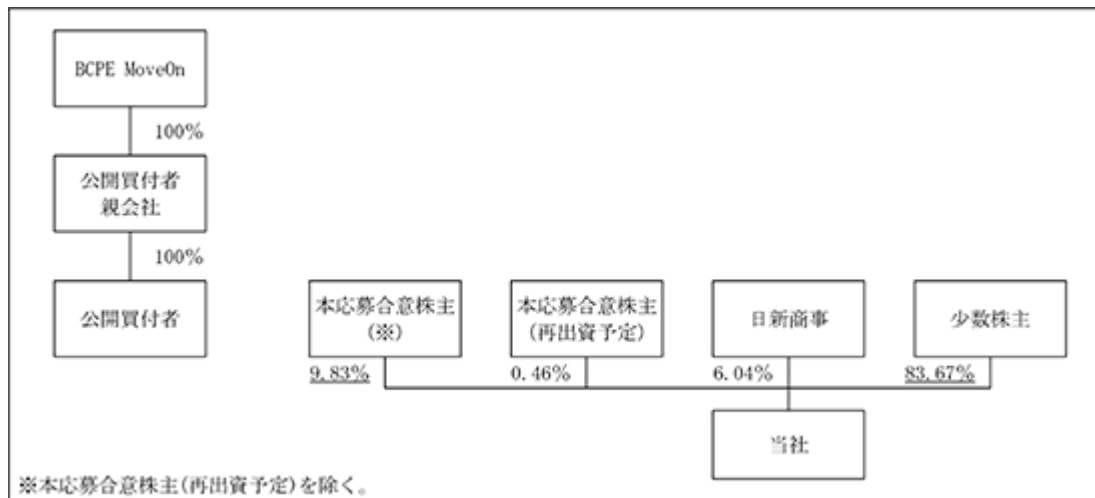 BCPE MoveOn
100%
公開買付者
親会社
100%
公開買付者
本応募合意株主
(※)
本応募合意株主
(再出資予定)
日新商事
少数株主
9.83%
0.46%
6.04%
83.67%
当社
※本応募合意株主(再出資予定)を除く。